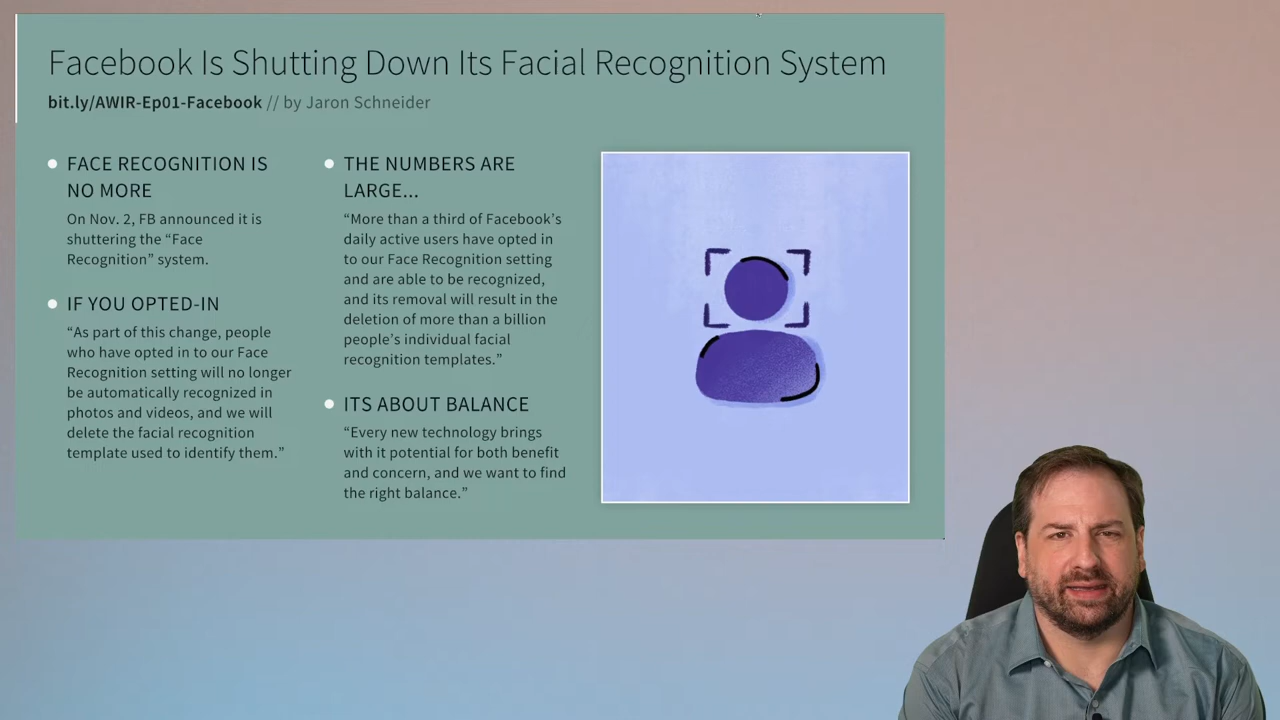 Facebook Is Shutting Down Its Facial Recognition System
bit.ly/AWIR-Ep01-Facebook // by Jaron Schneider
FACE RECOGNITION IS
NO MORE
On Nov. 2, FB announced it is
shuttering the “Face
Recognition” system.
IF YOU OPTED-IN
“As part of this change, people
who have opted in to our Face
Recognition setting will no longer
be automatically recognized in
photos and videos, and we will
delete the facial recognition
template used to identify them.”
THE NUMBERS ARE
LARGE...
“More than a third of Facebook’s
daily active users have opted in
to our Face Recognition setting
and are able to be recognized,
and its removal will result in the
deletion of more than a billion
people’s individual facial
recognition templates.”
ITS ABOUT BALANCE
“Every new technology brings
with it potential for both benefit
and concern, and we want to find
the right balance.”